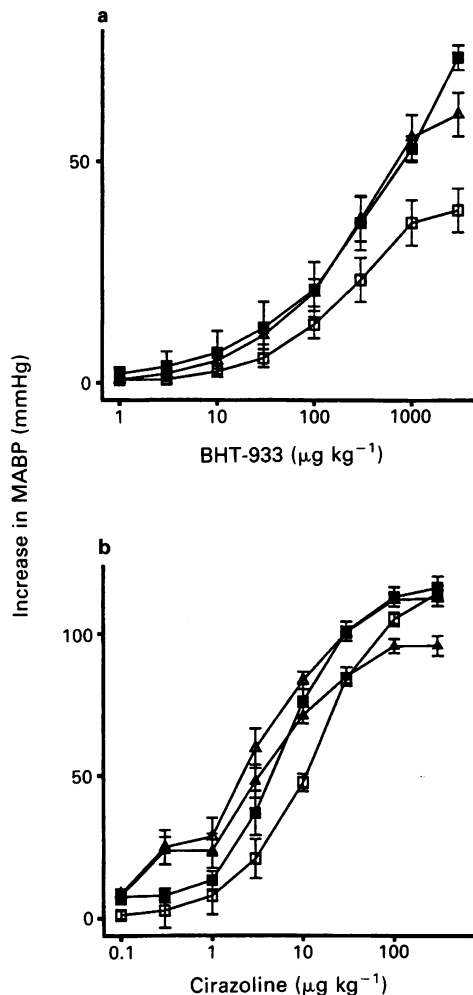 a
50
0
1 10 100 1000
BHT-933 (μg kg⁻¹)
Increase in MABP (mmHg)
b
100
50
0
0.1 1 10 100
Cirazoline (μg kg⁻¹)